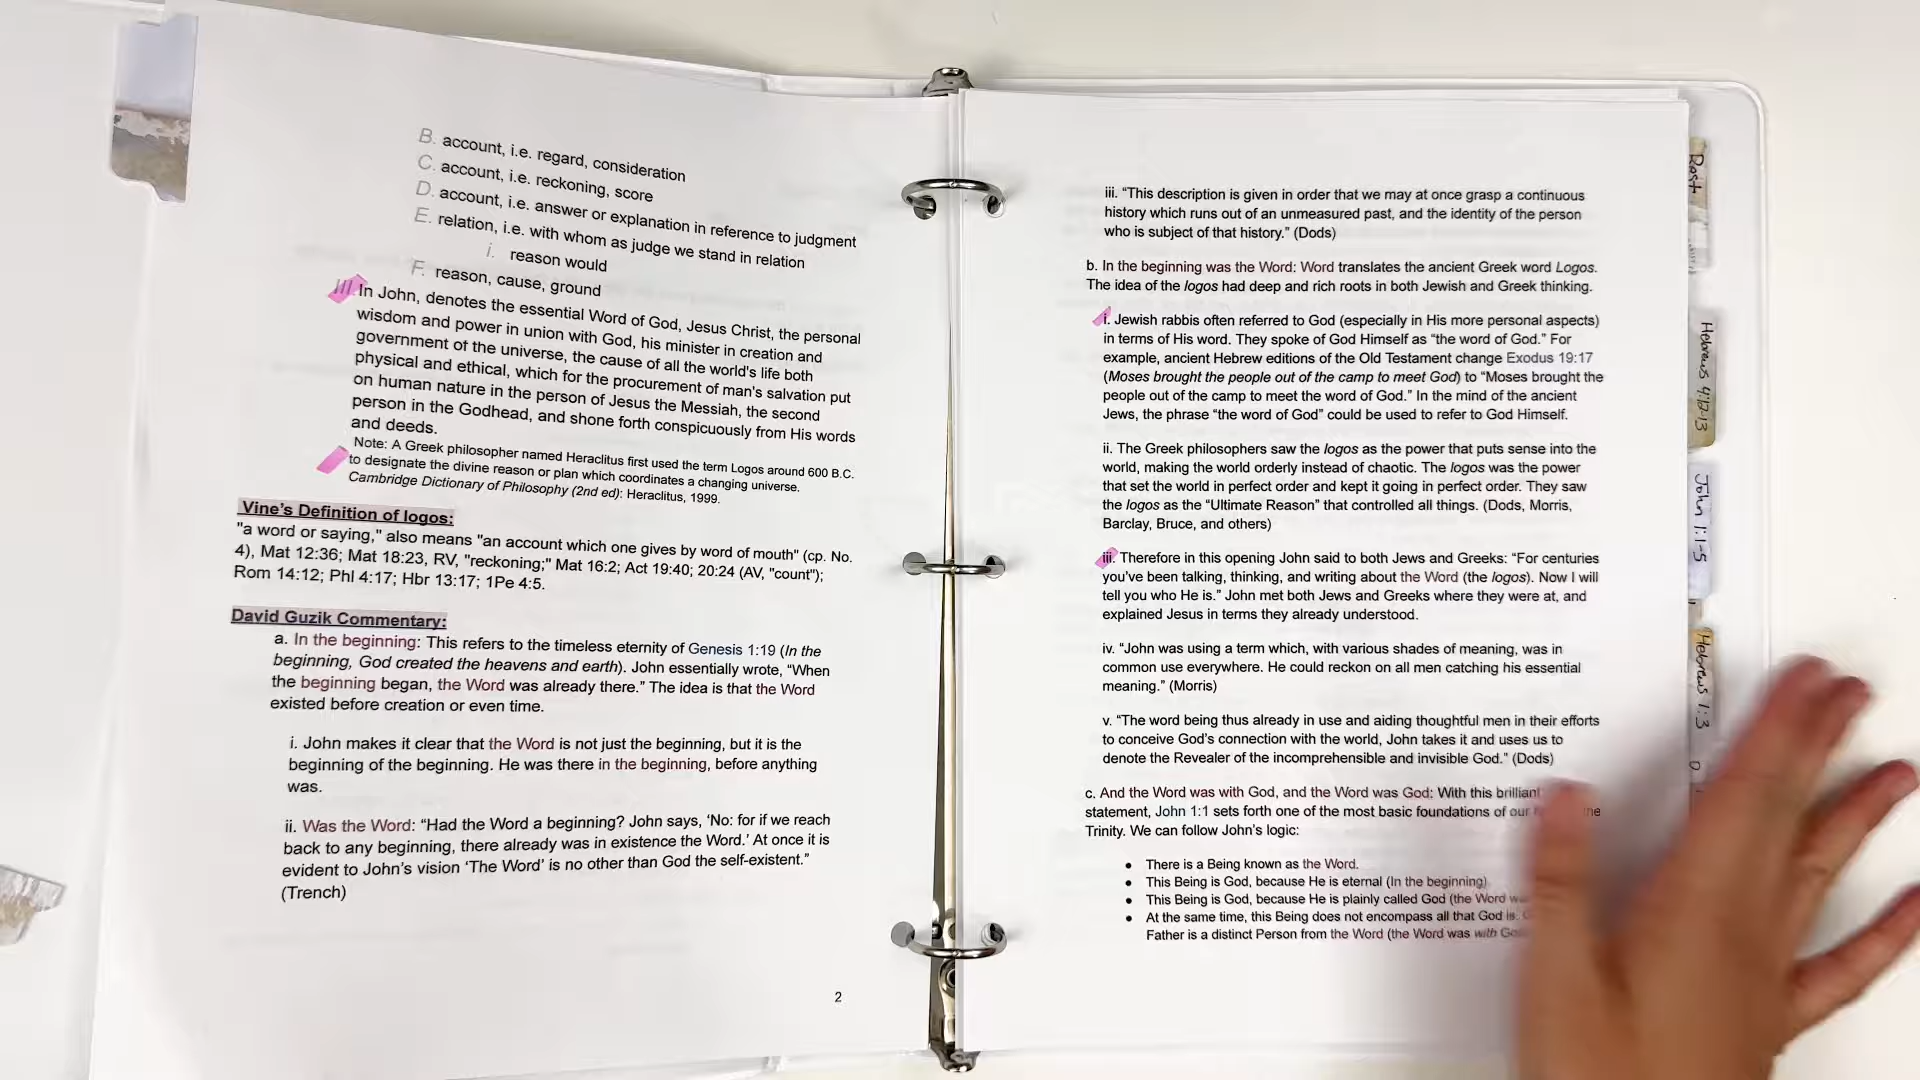 B. account, i.e. regard, consideration
C. account, i.e. reckoning, score
D. account, i.e. answer or explanation in reference to judgment
E. relation, i.e. with whom as judge we stand in relation
i. reason would
F. reason, cause, ground
III. In John, denotes the essential Word of God, Jesus Christ, the personal
wisdom and power in union with God, his minister in creation and
government of the universe, the cause of all the world's life both
physical and ethical, which for the procurement of man's salvation put
on human nature in the person of Jesus the Messiah, the second
person in the Godhead, and shone forth conspicuously from His words
and deeds.
Note: A Greek philosopher named Heraclitus first used the term Logos around 600 B.C.
to designate the divine reason or plan which coordinates a changing universe.
Cambridge Dictionary of Philosophy (2nd ed): Heraclitus, 1999.
Vine's Definition of logos:
"a word or saying," also means "an account which one gives by word of mouth" (cp. No.
4), Mat 12:36; Mat 18:23, RV, "reckoning;" Mat 16:2; Act 19:40; 20:24 (AV, "count");
Rom 14:12; Phl 4:17; Hbr 13:17; 1Pe 4:5.
David Guzik Commentary:
a. In the beginning: This refers to the timeless eternity of Genesis 1:19 (In the
beginning, God created the heavens and earth). John essentially wrote, “When
the beginning began, the Word was already there.” The idea is that the Word
existed before creation or even time.
i. John makes it clear that the Word is not just the beginning, but it is the
beginning of the beginning. He was there in the beginning, before anything
was.
ii. Was the Word: “Had the Word a beginning? John says, ‘No: for if we reach
back to any beginning, there already was in existence the Word.’ At once it is
evident to John’s vision ‘The Word’ is no other than God the self-existent.”
(Trench)
2
iii. “This description is given in order that we may at once grasp a continuous
history which runs out of an unmeasured past, and the identity of the person
who is subject of that history.” (Dods)
b. In the beginning was the Word: Word translates the ancient Greek word Logos.
The idea of the logos had deep and rich roots in both Jewish and Greek thinking.
i. Jewish rabbis often referred to God (especially in His more personal aspects)
in terms of His word. They spoke of God Himself as “the word of God.” For
example, ancient Hebrew editions of the Old Testament change Exodus 19:17
(Moses brought the people out of the camp to meet God) to “Moses brought the
people out of the camp to meet the word of God.” In the mind of the ancient
Jews, the phrase “the word of God” could be used to refer to God Himself.
ii. The Greek philosophers saw the logos as the power that puts sense into the
world, making the world orderly instead of chaotic. The logos was the power
that set the world in perfect order and kept it going in perfect order. They saw
the logos as the “Ultimate Reason” that controlled all things. (Dods, Morris,
Barclay, Bruce, and others)
iii. Therefore in this opening John said to both Jews and Greeks: “For centuries
you’ve been talking, thinking, and writing about the Word (the logos). Now I will
tell you who He is.” John met both Jews and Greeks where they were at, and
explained Jesus in terms they already understood.
iv. “John was using a term which, with various shades of meaning, was in
common use everywhere. He could reckon on all men catching his essential
meaning.” (Morris)
v. “The word being thus already in use and aiding thoughtful men in their efforts
to conceive God’s connection with the world, John takes it and uses us to
denote the Revealer of the incomprehensible and invisible God.” (Dods)
c. And the Word was with God, and the Word was God: With this brilliant
statement, John 1:1 sets forth one of the most basic foundations of our
Trinity. We can follow John’s logic:
• There is a Being known as the Word.
• This Being is God, because He is eternal (In the beginning)
• This Being is God, because He is plainly called God (the Word
• At the same time, this Being does not encompass all that God is.
Father is a distinct Person from the Word (the Word was with
Hebrews 4:12-13
John 1:1-5
Hebrews 1:3